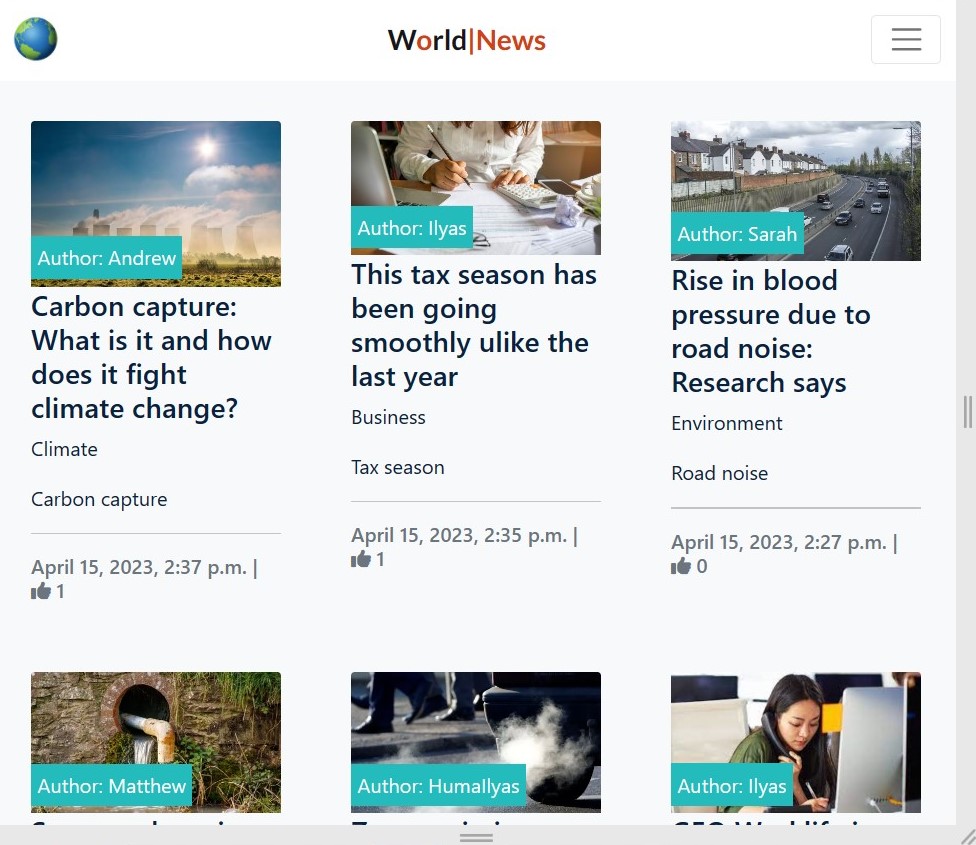 World|News
Author: Andrew
Carbon capture:
What is it and how
does it fight
climate change?
Climate
Carbon capture
April 15, 2023, 2:37 p.m. |
1
Author: Ilyas
This tax season has
been going
smoothly ulike the
last year
Business
Tax season
April 15, 2023, 2:35 p.m. |
1
Author: Sarah
Rise in blood
pressure due to
road noise:
Research says
Environment
Road noise
April 15, 2023, 2:27 p.m. |
0
Author: Matthew
Author: HumaIlyas
Author: Ilyas